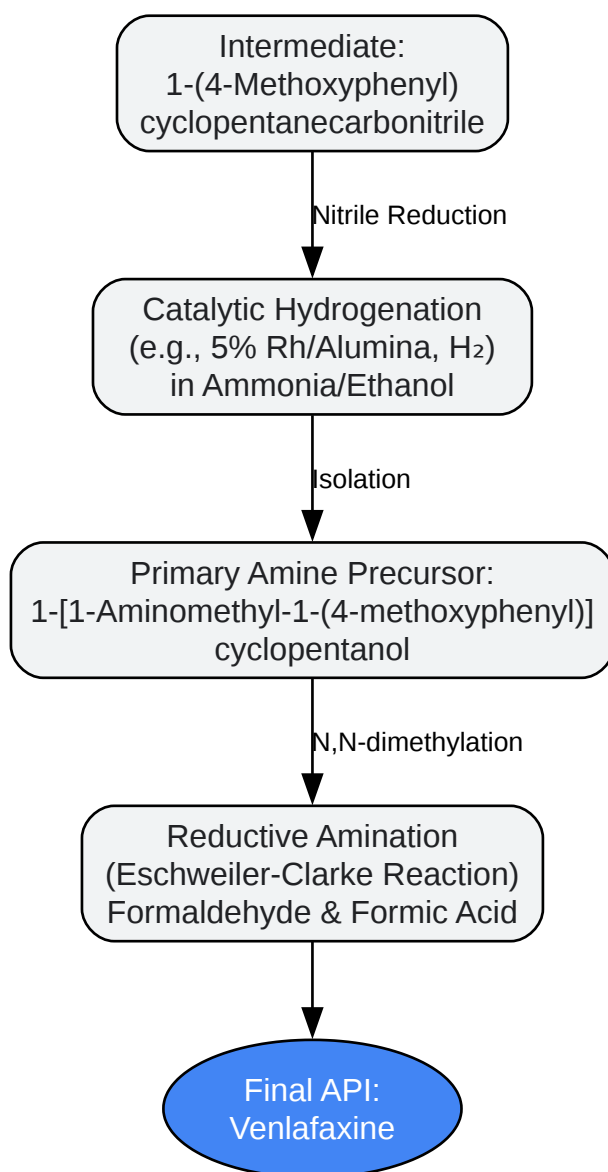 Intermediate:
1-(4-Methoxyphenyl)
cyclopentanecarbonitrile
Nitrile Reduction
Catalytic Hydrogenation
(e.g., 5% Rh/Alumina, H₂)
in Ammonia/Ethanol
Isolation
Primary Amine Precursor:
1-[1-Aminomethyl-1-(4-methoxyphenyl)]
cyclopentanol
N,N-dimethylation
Reductive Amination
(Eschweiler-Clarke Reaction)
Formaldehyde & Formic Acid
Final API:
Venlafaxine